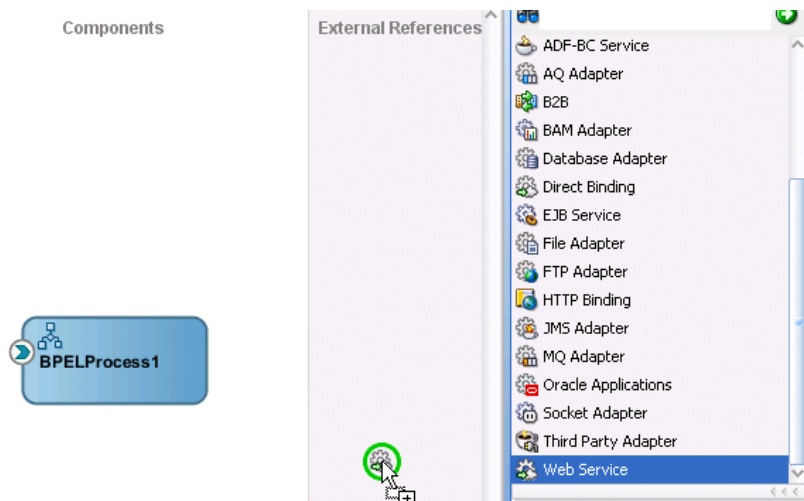 Components
External References
BPELProcess1
ADF-BC Service
AQ Adapter
B2B
BAM Adapter
Database Adapter
Direct Binding
EJB Service
File Adapter
FTP Adapter
HTTP Binding
JMS Adapter
MQ Adapter
Oracle Applications
Socket Adapter
Third Party Adapter
Web Service